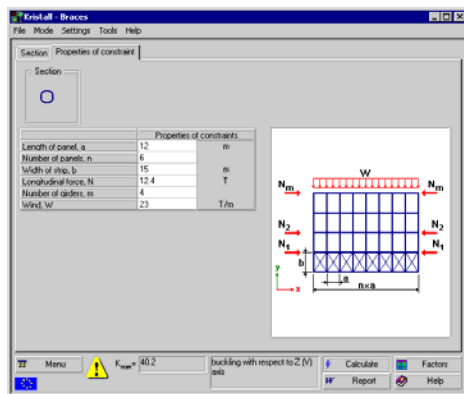 Kristall - Braces
File Mode Settings Tools Help
Section Properties of constraint
Section
Properties of constraints
Length of panel, a 12 m
Number of panels, n 6
Width of strip, b 15 m
Longitudinal force, N 12.4 T
Number of girders, m 4
Wind, W 23 T/m
W
Nm Nm
N2 N2
N1 N1
b
y
a
x
n×a
Menu Kmax= 40.2 buckling with respect to Z (V) axis Calculate Factors
Report Help